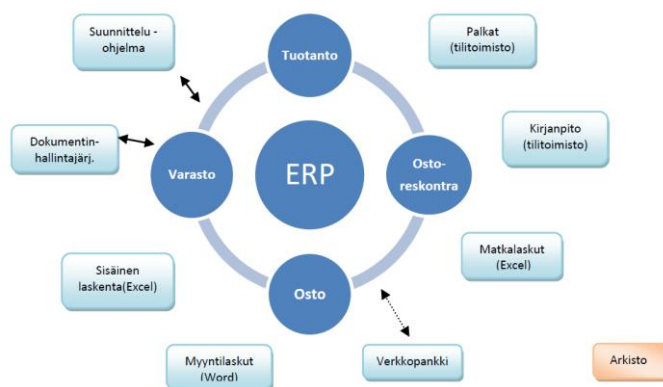 Suunnittelu -
ohjelma
Tuotanto
Palkat
(tilitoimisto)
Dokumentin-
hallintajärj.
Varasto
ERP
Osto-
reskontra
Kirjanpito
(tilitoimisto)
Sisäinen
laskenta(Excel)
Osto
Matkalaskut
(Excel)
Myyntilaskut
(Word)
Verkkopankki
Arkisto